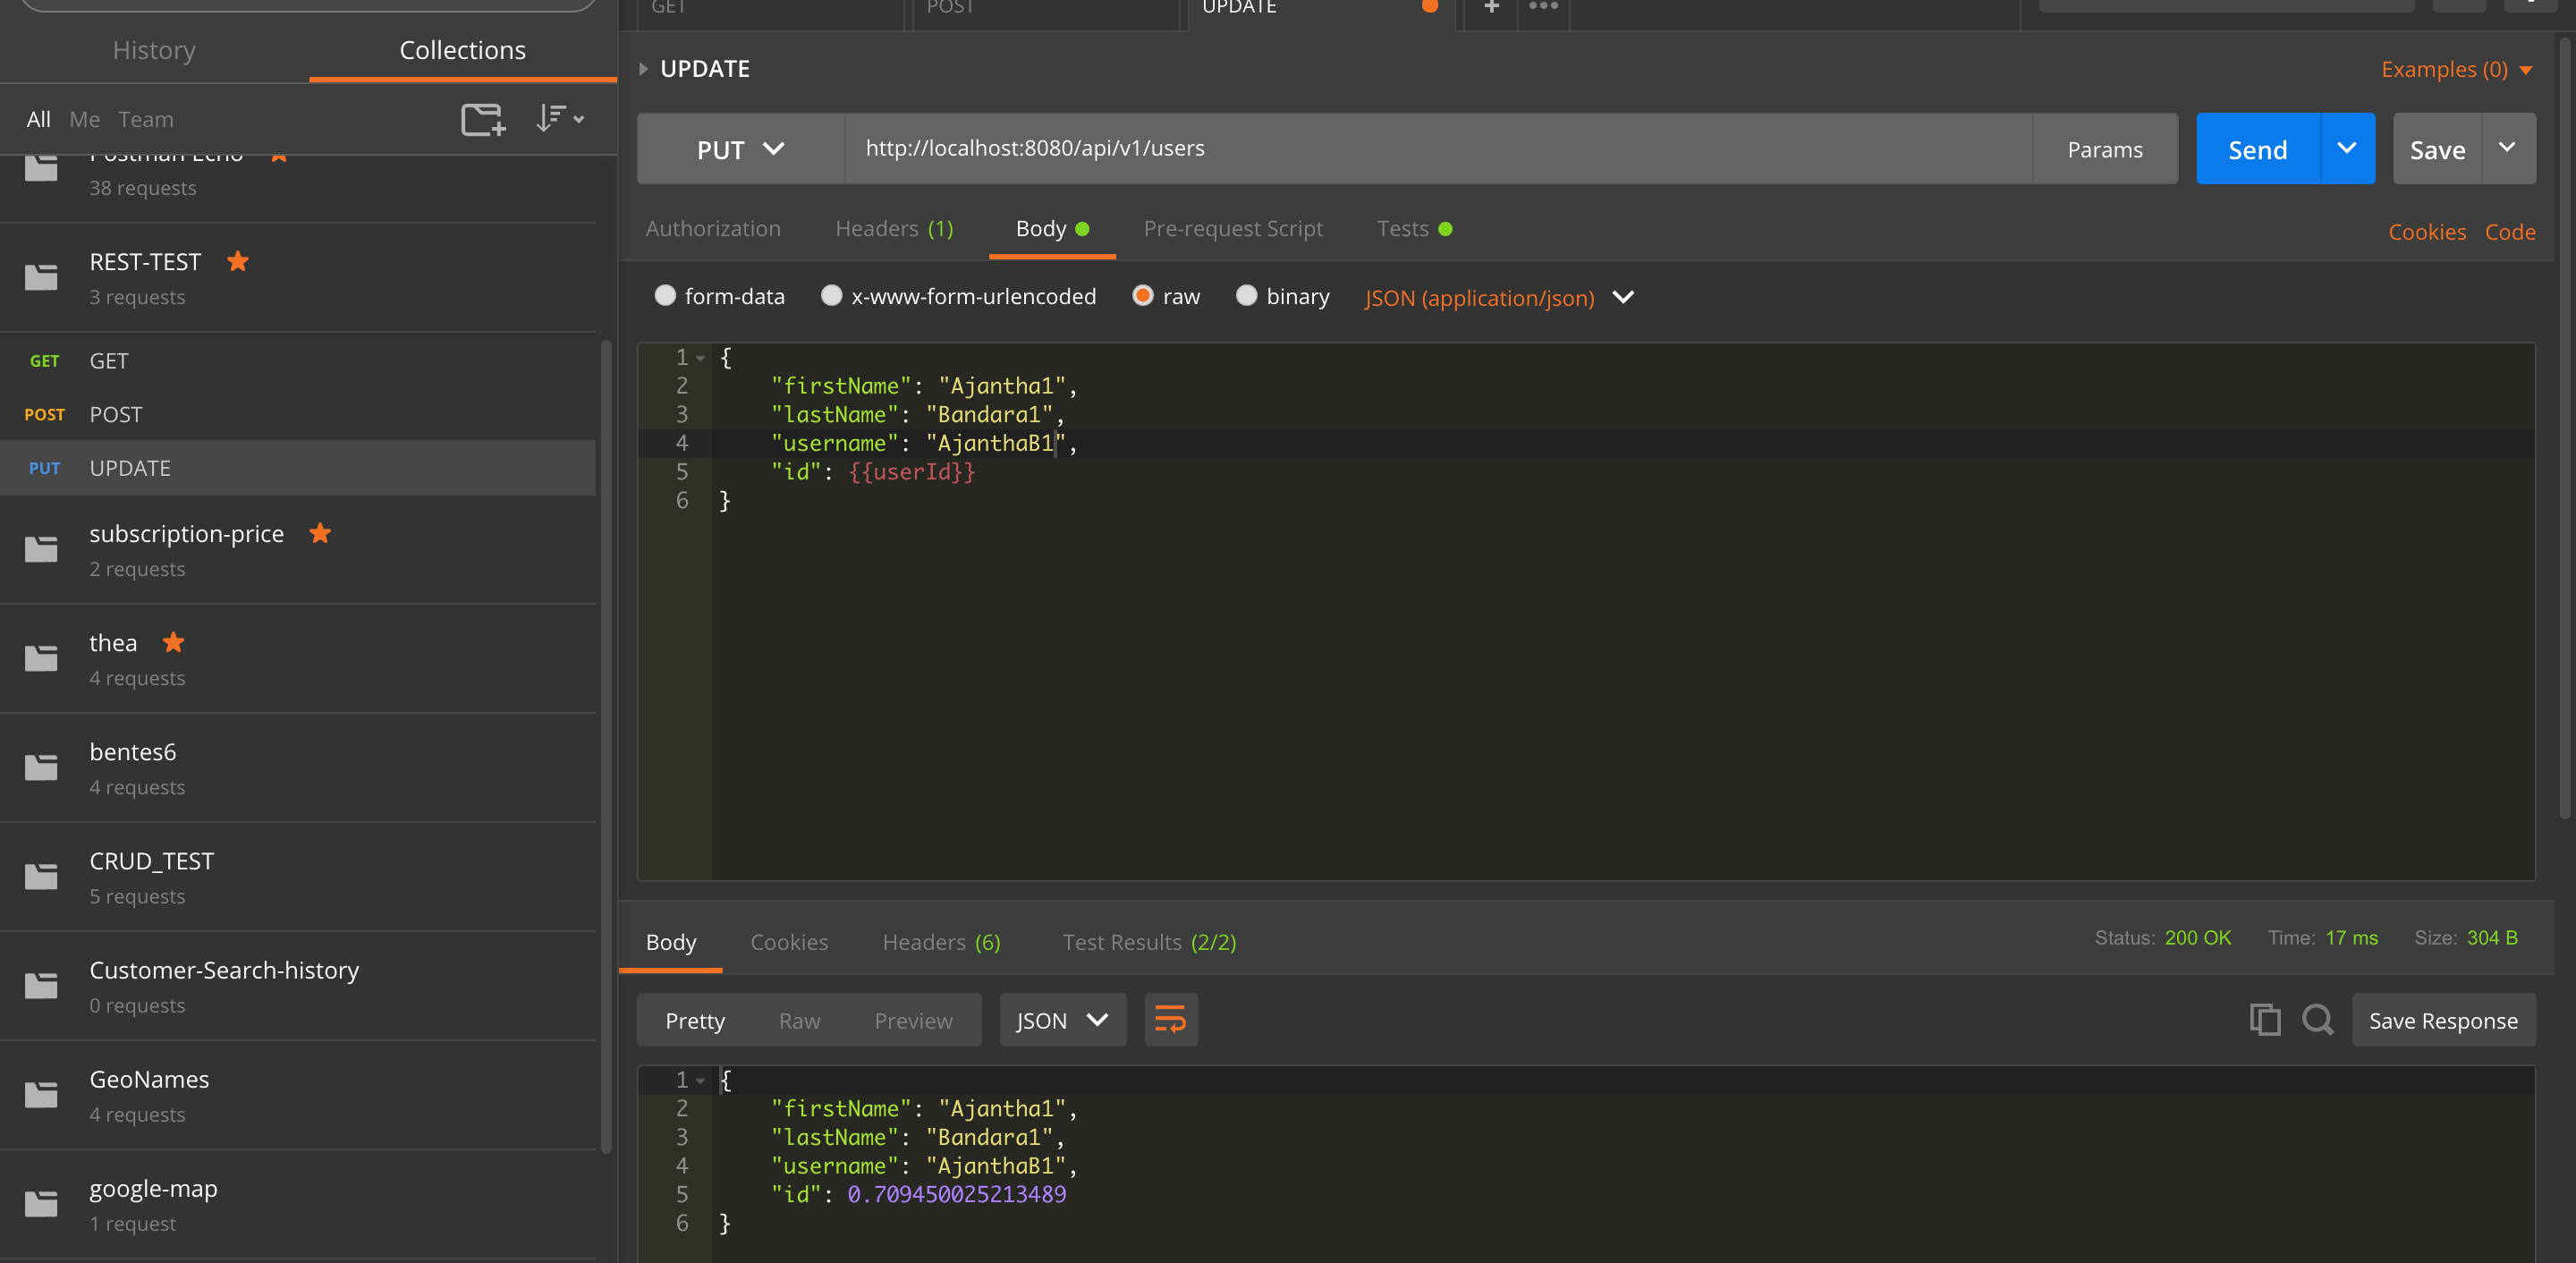 History Collections
All Me Team
Postman Echo
38 requests
REST-TEST
3 requests
GET GET
POST POST
PUT UPDATE
subscription-price
2 requests
thea
4 requests
bentes6
4 requests
CRUD_TEST
5 requests
Customer-Search-history
0 requests
GeoNames
4 requests
google-map
1 request
GET POST UPDATE + •••
UPDATE Examples (0)
PUT http://localhost:8080/api/v1/users Params Send Save
Authorization Headers (1) Body Pre-request Script Tests Cookies Code
form-data x-www-form-urlencoded raw binary JSON (application/json)
1 {
2 "firstName": "Ajantha1",
3 "lastName": "Bandara1",
4 "username": "AjanthaB1",
5 "id": {{userId}}
6 }
Body Cookies Headers (6) Test Results (2/2) Status: 200 OK Time: 17 ms Size: 304 B
Pretty Raw Preview JSON Save Response
1 {
2 "firstName": "Ajantha1",
3 "lastName": "Bandara1",
4 "username": "AjanthaB1",
5 "id": 0.709450025213489
6 }